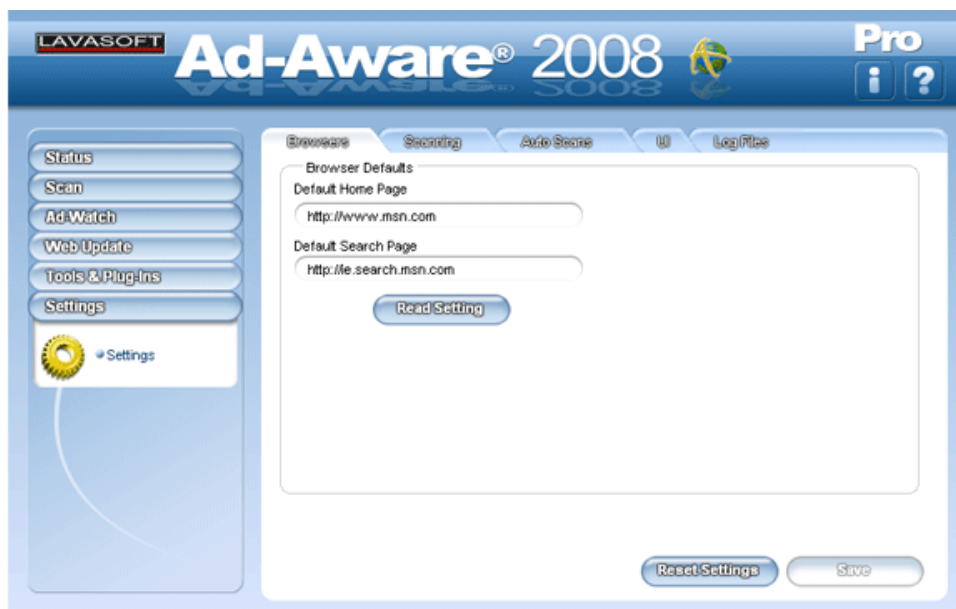 LAVASOFT
Ad-Aware® 2008
Pro
i ?
Status
Scan
Ad-Watch
Web Update
Tools & Plug-Ins
Settings
Settings
Browsers Scanning Auto Scans UI Log Files
Browser Defaults
Default Home Page
http://www.msn.com
Default Search Page
http://ie.search.msn.com
Read Setting
Reset Settings Save